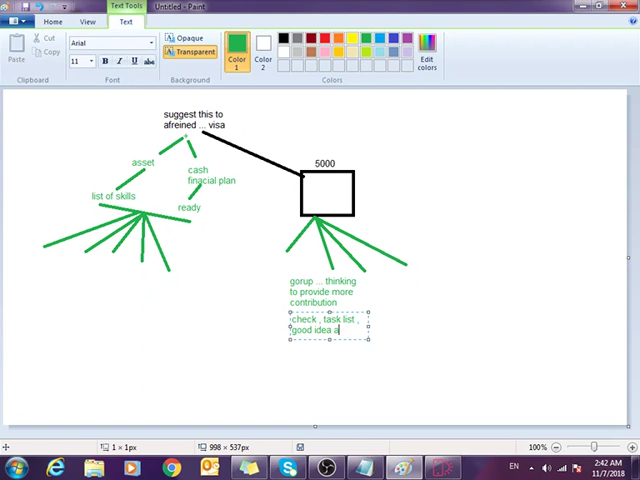 Text Tools
Untitled - Paint
Home
View
Text
Paste
Cut
Copy
Clipboard
Arial
11
B
I
U
abc
Font
Opaque
Transparent
Background
Color
1
Color
2
Edit
colors
Colors
suggest this to
afreined ... visa
5000
asset
cash
finacial plan
list of skills
ready
gorup ... thinking
to provide more
contribution
check , task list ,
good idea a
1 × 1px
998 × 537px
100%
EN
2:42 AM
11/7/2018